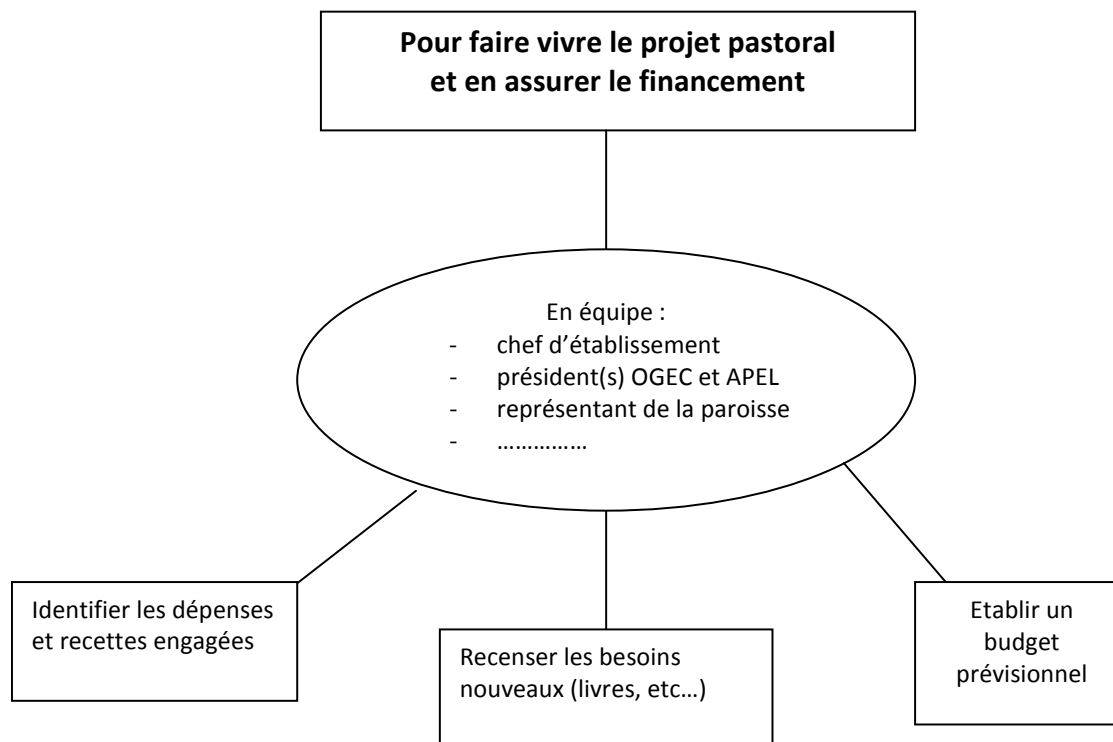 Pour faire vivre le projet pastoral
et en assurer le financement
En équipe :
- chef d’établissement
- président(s) OGEC et APEL
- représentant de la paroisse
- ……………
Identifier les dépenses
et recettes engagées
Recenser les besoins
nouveaux (livres, etc…)
Etablir un
budget
prévisionnel